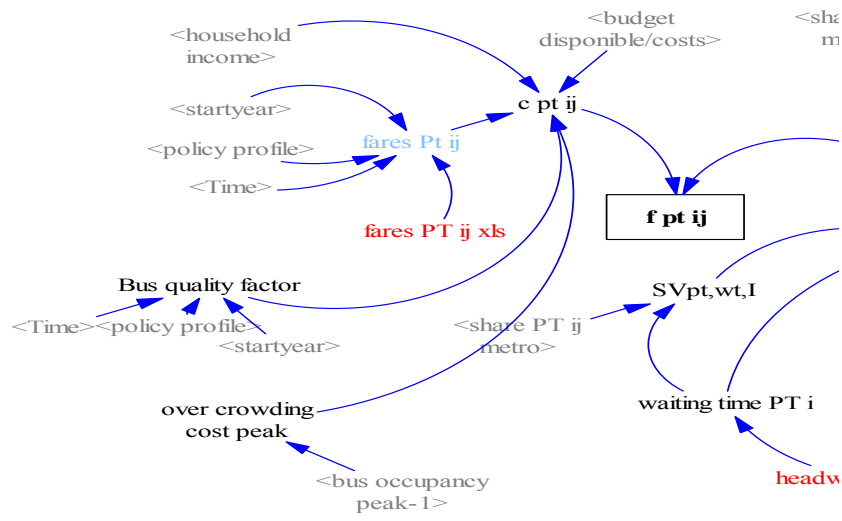 <household
income>
<budget
disponible/costs>
<sha
m
<startyear>
c pt ij
fares Pt ij
<policy profile>
<Time>
f pt ij
fares PT ij xls
Bus quality factor
SVpt,wt,I
<Time>
<policy profile>
<share PT ij
metro>
<startyear>
over crowding
cost peak
waiting time PT i
<bus occupancy
peak-1>
headw